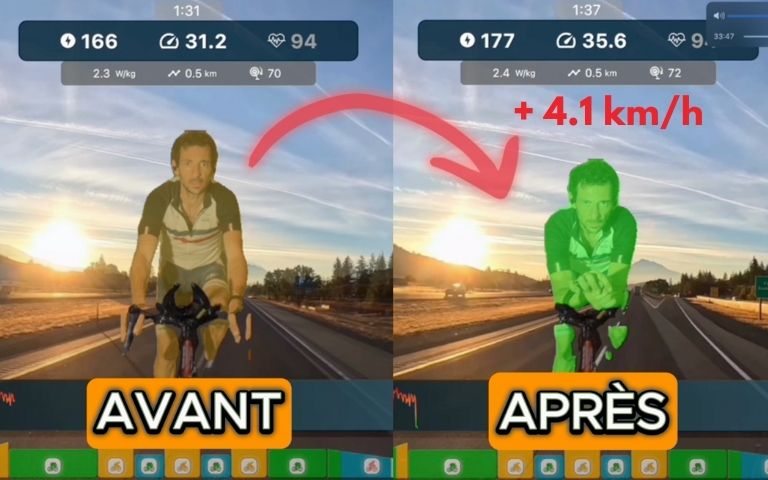 1:31
166 31.2 94
2.3 W/kg 0.5 km 70
AVANT
1:37
177 35.6
2.4 W/kg 0.5 km 72
33:47
+ 4.1 km/h
APRÈS